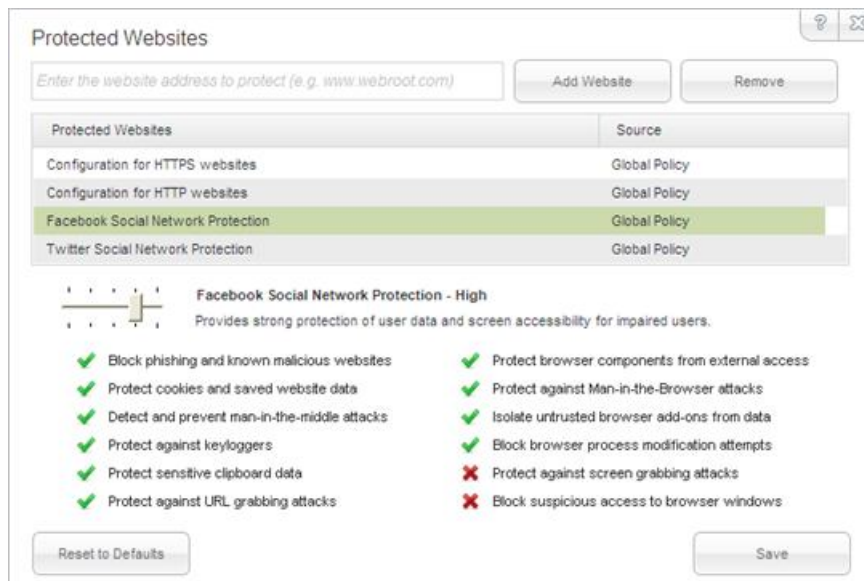 ?
Protected Websites
Enter the website address to protect (e.g. www.webroot.com)
Add Website
Remove
Protected Websites
Source
Configuration for HTTPS websites
Global Policy
Configuration for HTTP websites
Global Policy
Facebook Social Network Protection
Global Policy
Twitter Social Network Protection
Global Policy
Facebook Social Network Protection - High
Provides strong protection of user data and screen accessibility for impaired users.
Block phishing and known malicious websites
Protect browser components from external access
Protect cookies and saved website data
Protect against Man-in-the-Browser attacks
Detect and prevent man-in-the-middle attacks
Isolate untrusted browser add-ons from data
Protect against keyloggers
Block browser process modification attempts
Protect sensitive clipboard data
Protect against screen grabbing attacks
Protect against URL grabbing attacks
Block suspicious access to browser windows
Reset to Defaults
Save